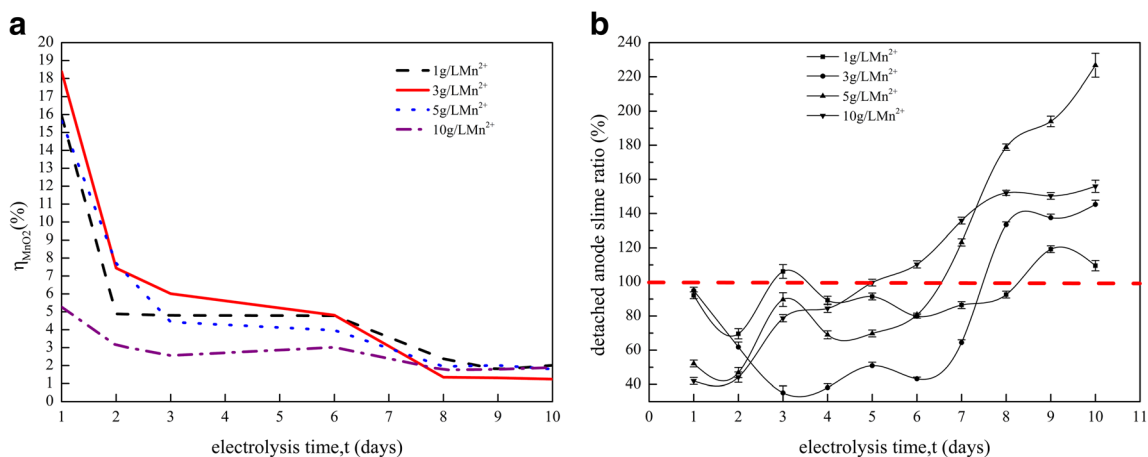 a
20
19
18
17
16
15
14
13
12
11
10
9
8
7
6
5
4
3
2
1
0
ηMnO2(%)
1g/LMn2+
3g/LMn2+
5g/LMn2+
10g/LMn2+
1 2 3 4 5 6 7 8 9 10
electrolysis time,t (days)
b
240
220
200
180
160
140
120
100
80
60
40
detached anode slime ratio (%)
1g/LMn2+
3g/LMn2+
5g/LMn2+
10g/LMn2+
0 1 2 3 4 5 6 7 8 9 10 11
electrolysis time,t (days)